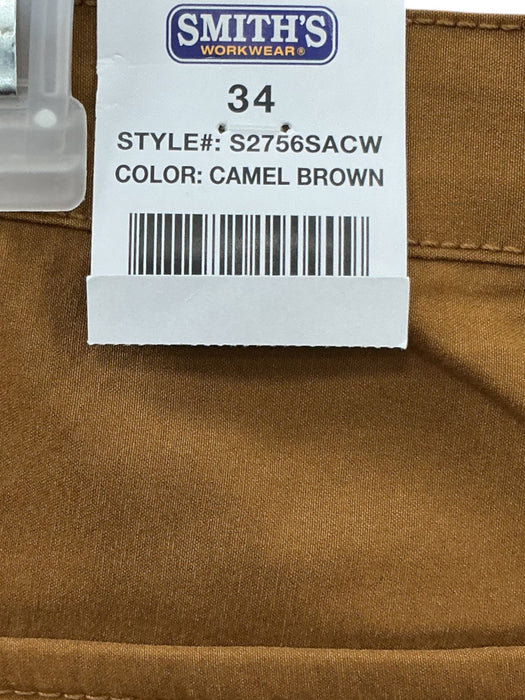 SMITH'S
WORKWEAR®
34
STYLE#: S2756SACW
COLOR: CAMEL BROWN